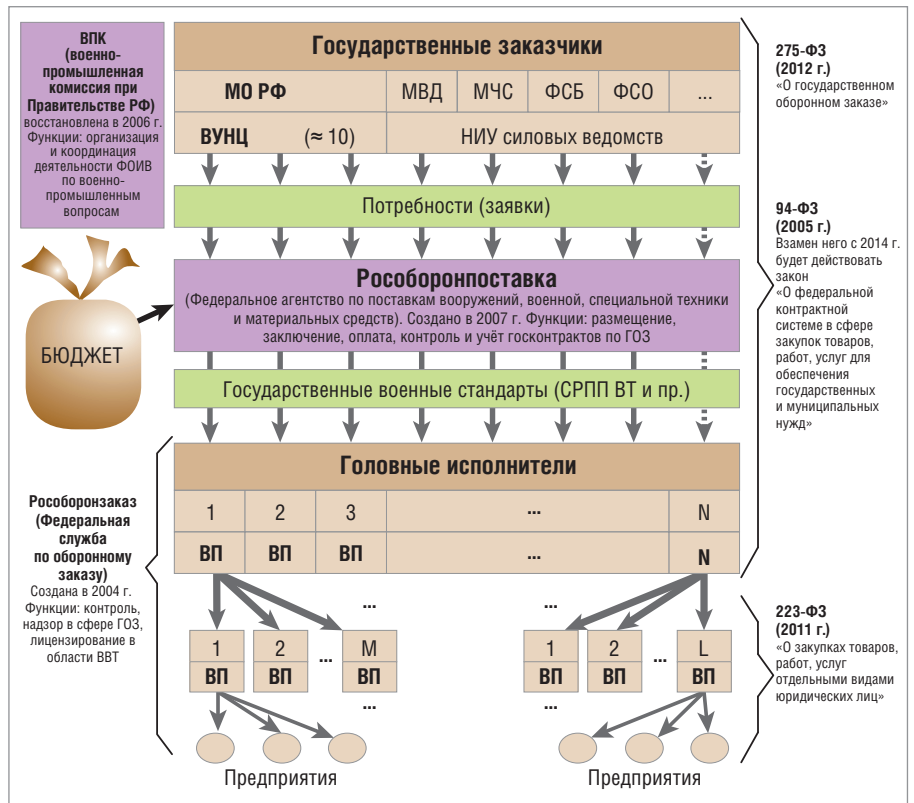 ВПК
(военно-
промышленная
комиссия при
Правительстве РФ)
восстановлена в 2006 г.
Функции: организация
и координация
деятельности ФОИВ
по военно-
промышленным
вопросам
Государственные заказчики
МО РФ МВД МЧС ФСБ ФСО ...
ВУНЦ (≈ 10) НИУ силовых ведомств
Потребности (заявки)
Рособоронпоставка
(Федеральное агентство по поставкам вооружений, военной, специальной техники
и материальных средств). Создано в 2007 г. Функции: размещение,
заключение, оплата, контроль и учёт госконтрактов по ГОЗ
БЮДЖЕТ
Государственные военные стандарты (СРПП ВТ и пр.)
Головные исполнители
1 2 3 ... N
ВП ВП ВП ... N
... ...
1 2 ... M 1 2 ... L
ВП ВП ВП ВП ВП ВП
... ...
Предприятия Предприятия
Рособоронзаказ
(Федеральная
служба
по оборонному
заказу)
Создана в 2004 г.
Функции: контроль,
надзор в сфере ГОЗ,
лицензирование в
области ВВТ
275-ФЗ
(2012 г.)
«О государственном
оборонном заказе»
94-ФЗ
(2005 г.)
Взамен него с 2014 г.
будет действовать
закон
«О федеральной
контрактной
системе в сфере
закупок товаров,
работ, услуг для
обеспечения
государственных
и муниципальных
нужд»
223-ФЗ
(2011 г.)
«О закупках товаров,
работ, услуг
отдельными видами
юридических лиц»